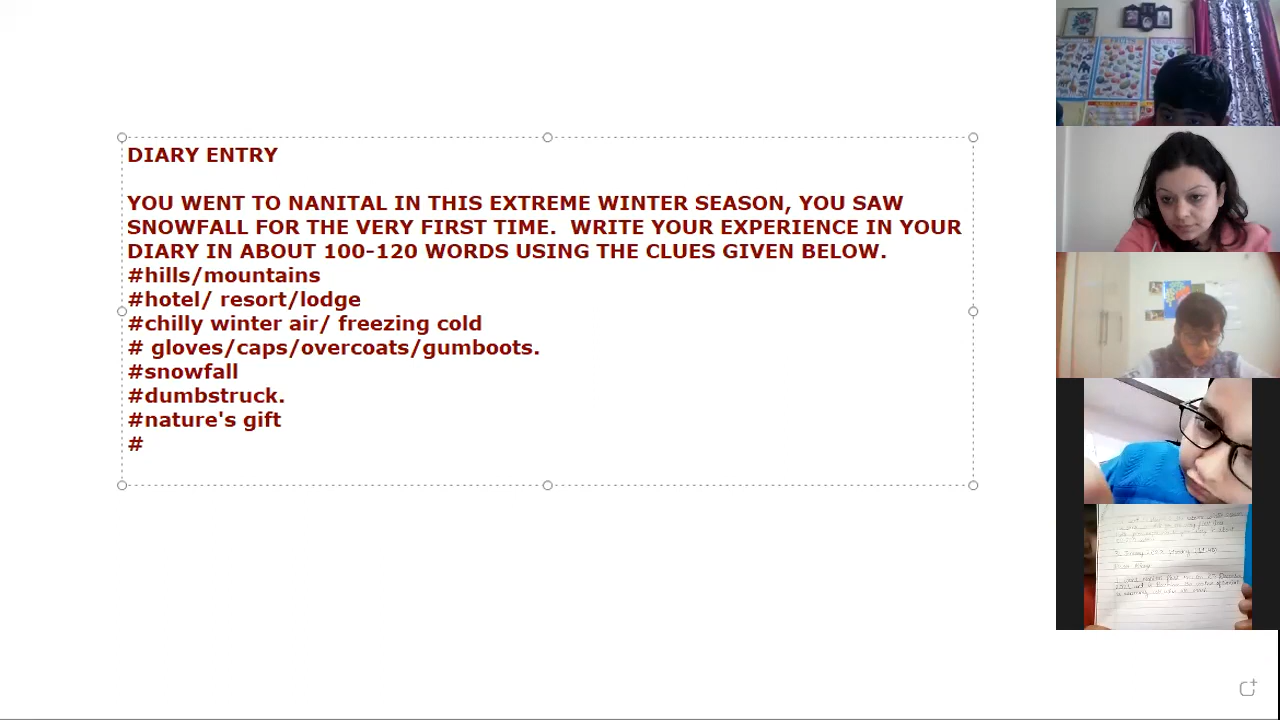 DIARY ENTRY
YOU WENT TO NANITAL IN THIS EXTREME WINTER SEASON, YOU SAW
SNOWFALL FOR THE VERY FIRST TIME.  WRITE YOUR EXPERIENCE IN YOUR
DIARY IN ABOUT 100-120 WORDS USING THE CLUES GIVEN BELOW.
#hills/mountains
#hotel/ resort/lodge
#chilly winter air/ freezing cold
# gloves/caps/overcoats/gumboots.
#snowfall
#dumbstruck.
#nature's gift
#